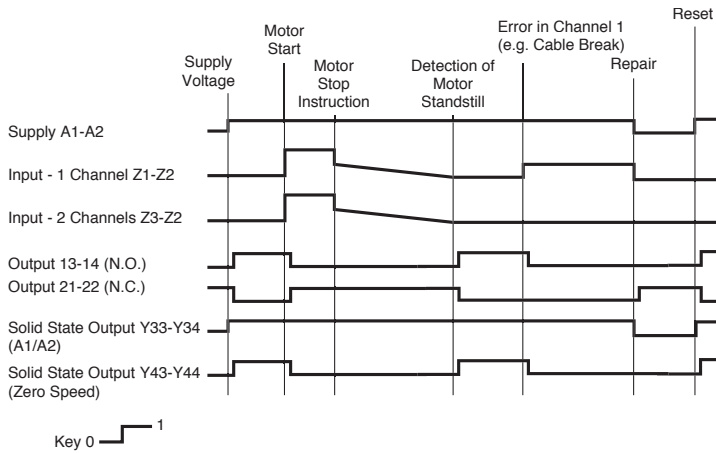 Reset
Error in Channel 1
(e.g. Cable Break)
Motor
Start
Supply
Voltage
Motor
Stop
Instruction
Detection of
Motor
Standstill
Repair
Supply A1-A2
Input - 1 Channel Z1-Z2
Input - 2 Channels Z3-Z2
Output 13-14 (N.O.)
Output 21-22 (N.C.)
Solid State Output Y33-Y34
(A1/A2)
Solid State Output Y43-Y44
(Zero Speed)
Key 0
1